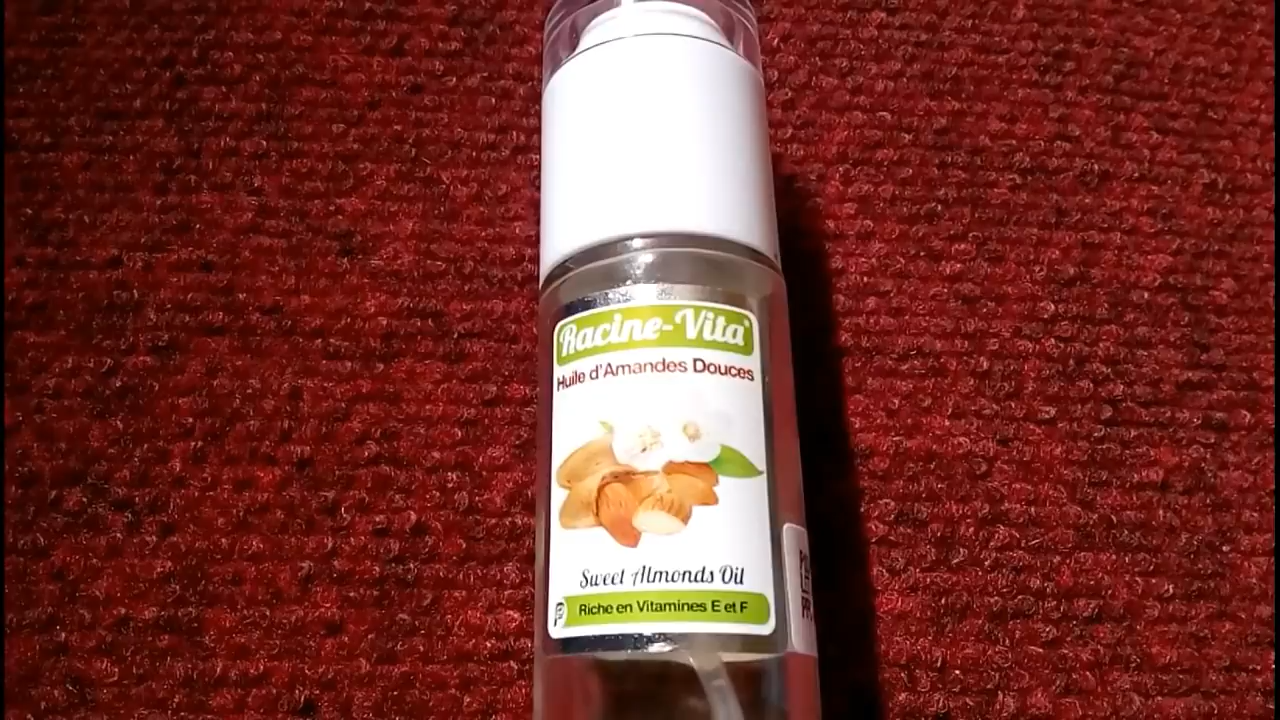 Racine-Vita
Huile d'Amandes Douces
Sweet Almonds Oil
Riche en Vitamines E et F